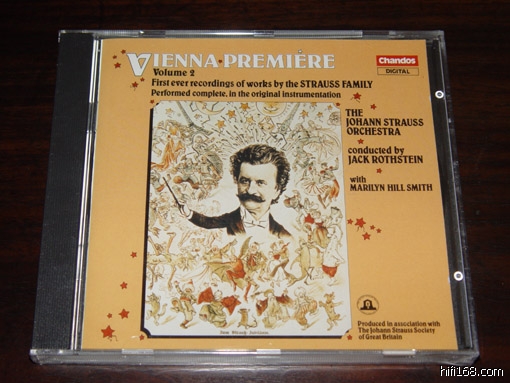 VIENNA · PREMIÈRE
Volume 2
First ever recordings of works by the STRAUSS FAMILY
Performed complete, in the original instrumentation
Chandos
DIGITAL
THE
JOHANN STRAUSS
ORCHESTRA
conducted by
JACK ROTHSTEIN
with
MARILYN HILL SMITH
Produced in association with
The Johann Strauss Society
of Great Britain
hifi168.com